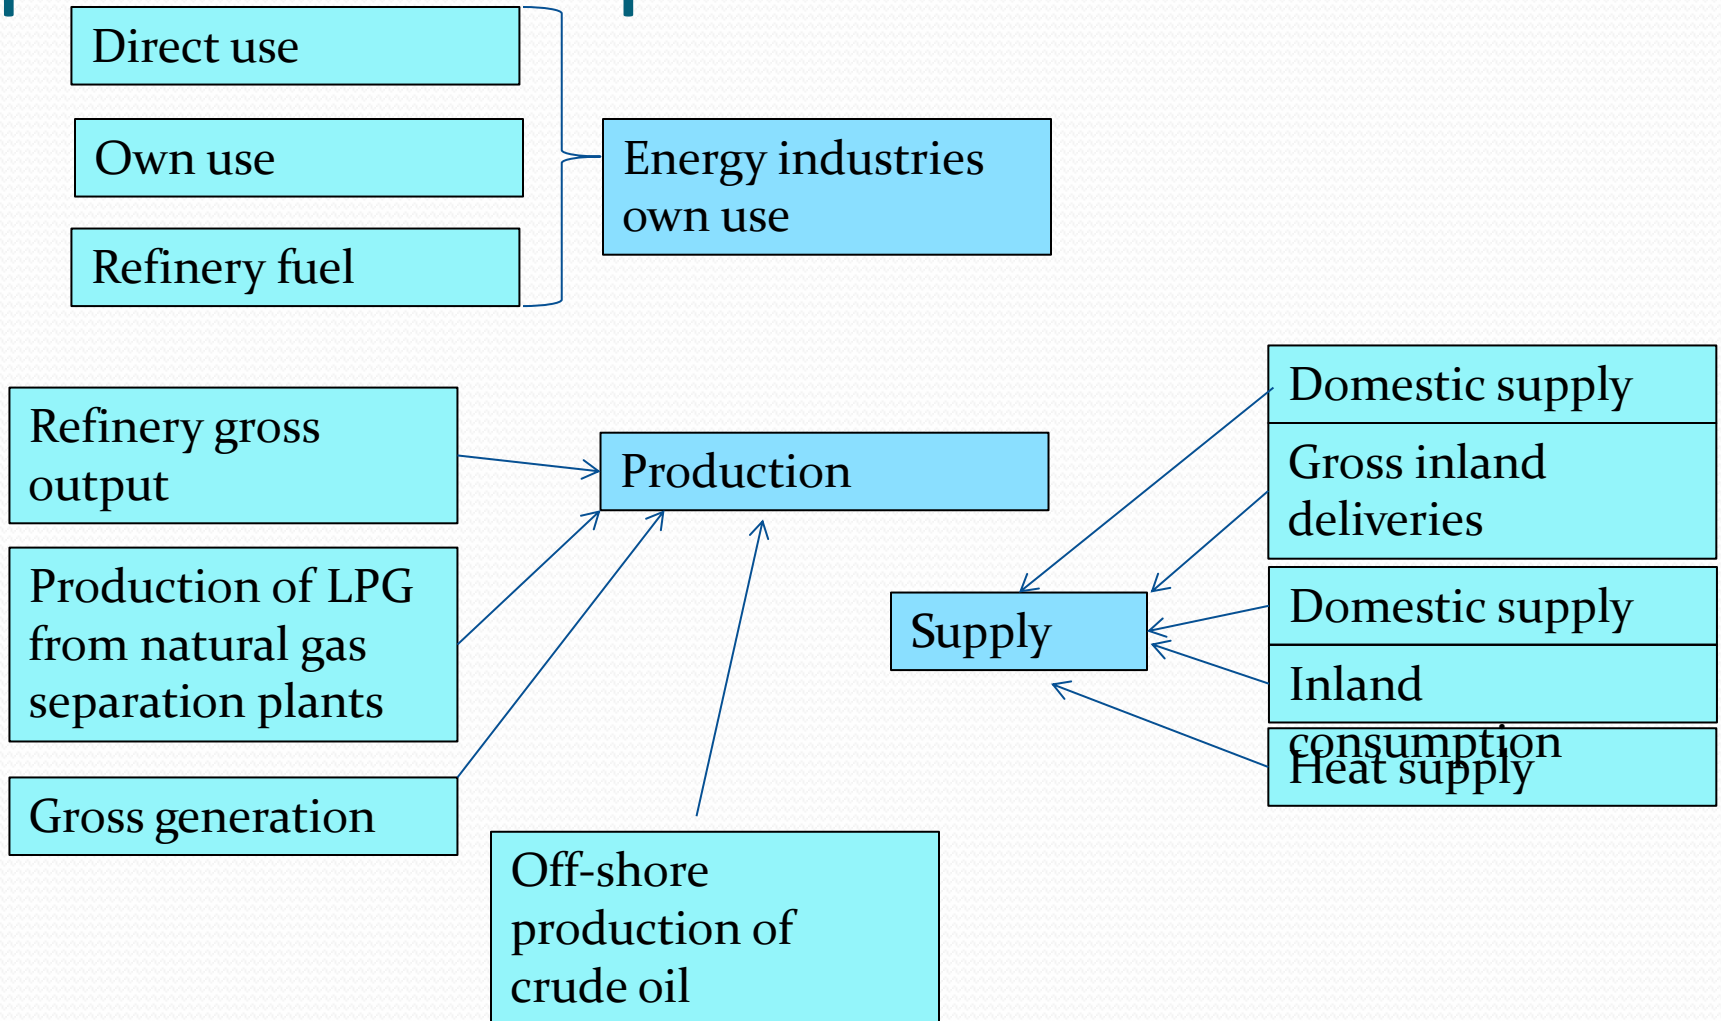 Direct use
Own use
Energy industries
own use
Refinery fuel
Refinery gross
output
Production
Production of LPG
from natural gas
separation plants
Gross generation
Off-shore
production of
crude oil
Supply
Domestic supply
Gross inland
deliveries
Domestic supply
Inland
consumption
Heat supply